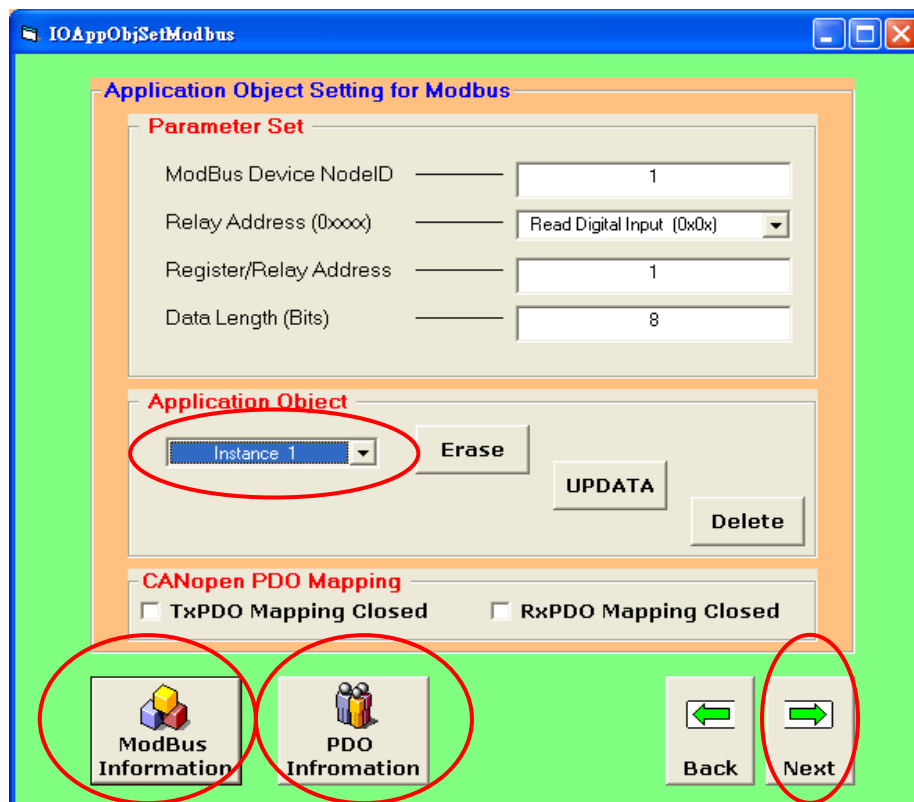 IOAppObjSetModbus
Application Object Setting for Modbus
Parameter Set
ModBus Device NodeID
1
Relay Address (0xxxx)
Read Digital Input (0x0x)
Register/Relay Address
1
Data Length (Bits)
8
Application Object
Instance 1
Erase
UPDATA
Delete
CANopen PDO Mapping
TxPDO Mapping Closed
RxPDO Mapping Closed
ModBus
Information
PDO
Infromation
Back
Next